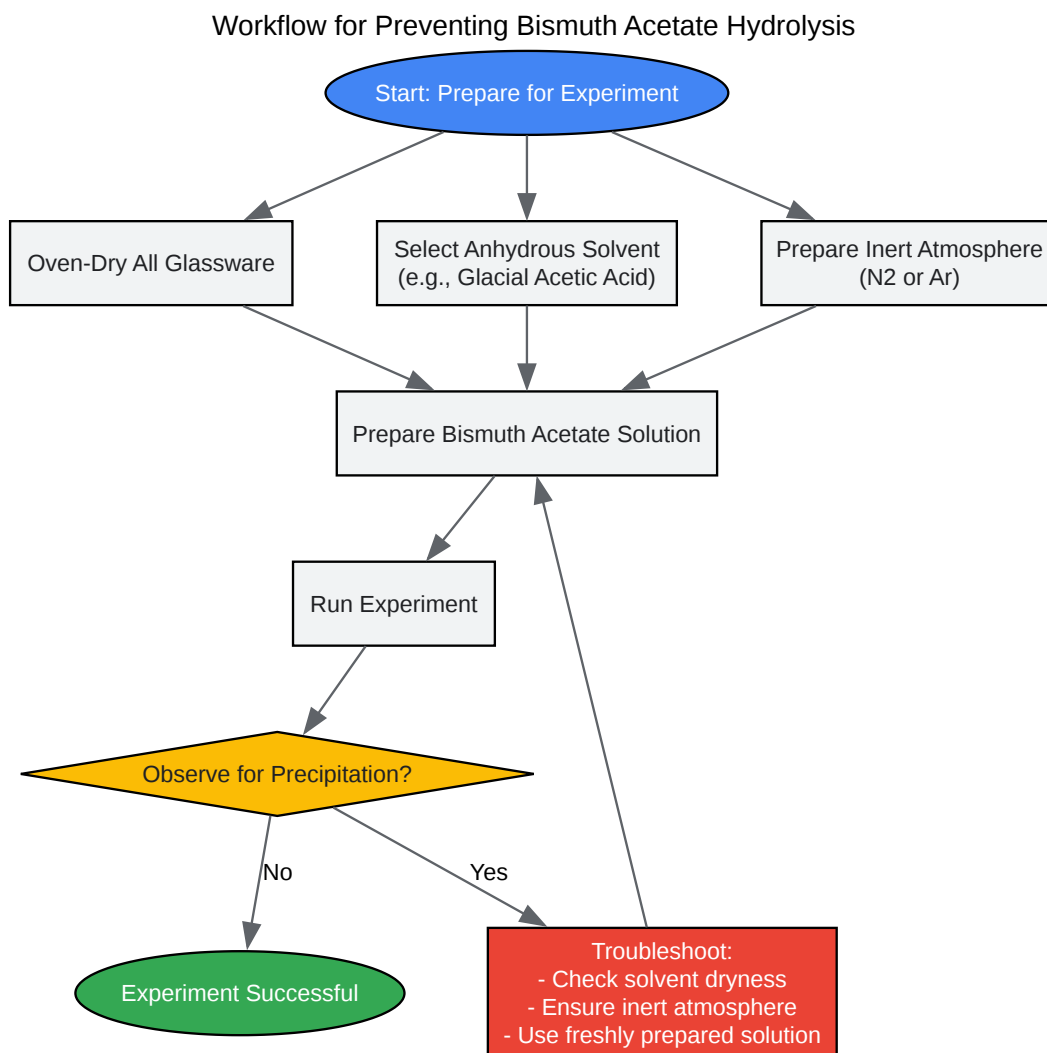 Workflow for Preventing Bismuth Acetate Hydrolysis
Start: Prepare for Experiment
Oven-Dry All Glassware
Select Anhydrous Solvent
(e.g., Glacial Acetic Acid)
Prepare Inert Atmosphere
(N2 or Ar)
Prepare Bismuth Acetate Solution
Run Experiment
Observe for Precipitation?
No
Yes
Experiment Successful
Troubleshoot:
- Check solvent dryness
- Ensure inert atmosphere
- Use freshly prepared solution